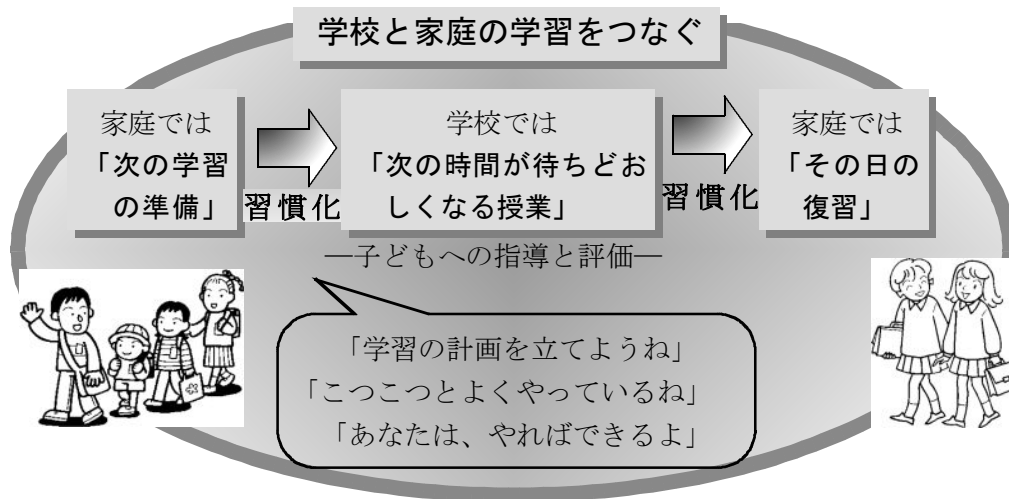 学校と家庭の学習をつなぐ
家庭では
「次の学習
の準備」
習慣化
学校では
「次の時間が待ちどお
しくなる授業」
習慣化
家庭では
「その日の
復習」
―子どもへの指導と評価―
「学習の計画を立てようね」
「こつこつとよくやっているね」
「あなたは、やればできるよ」